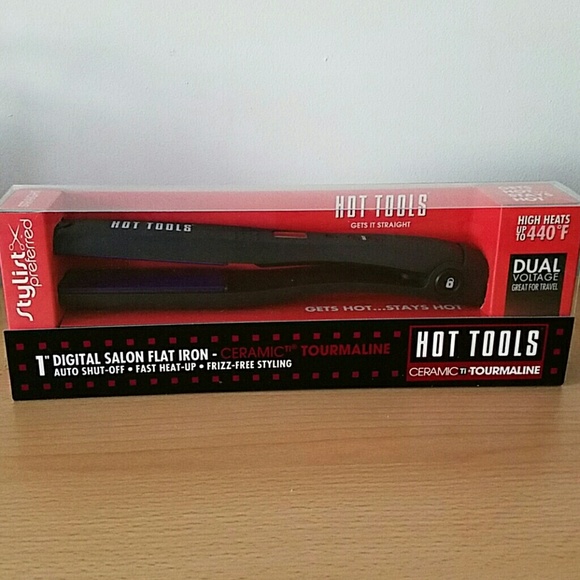 stylist preferred
HOT TOOLS
HOT TOOLS
GETS IT STRAIGHT
HIGH HEATS
UP TO 440°F
DUAL
VOLTAGE
GREAT FOR TRAVEL
GETS HOT...STAYS HOT
1" DIGITAL SALON FLAT IRON - CERAMIC Ti® TOURMALINE
AUTO SHUT-OFF • FAST HEAT-UP • FRIZZ-FREE STYLING
HOT TOOLS
CERAMIC Ti+TOURMALINE